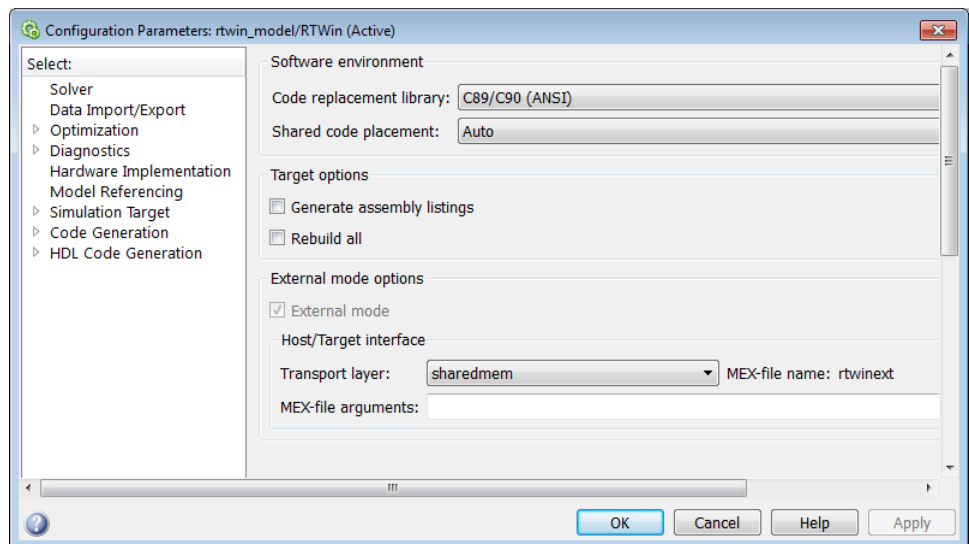 Configuration Parameters: rtwin_model/RTWin (Active)
Select:
Solver
Data Import/Export
Optimization
Diagnostics
Hardware Implementation
Model Referencing
Simulation Target
Code Generation
HDL Code Generation
Software environment
Code replacement library: C89/C90 (ANSI)
Shared code placement: Auto
Target options
Generate assembly listings
Rebuild all
External mode options
External mode
Host/Target interface
Transport layer: sharedmem MEX-file name: rtwinext
MEX-file arguments:
OK Cancel Help Apply